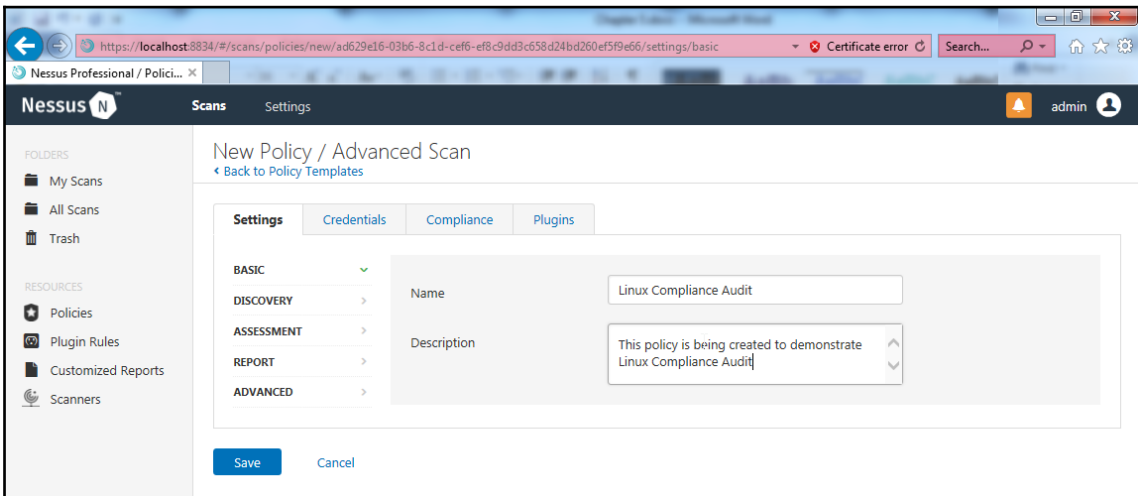 https://localhost:8834/#/scans/policies/new/ad629e16-03b6-8c1d-cef6-ef8c9dd3c658d24bd260ef5f9e66/settings/basic
Certificate error
Search...
Nessus Professional / Polici...
Nessus N™
Scans
Settings
admin
FOLDERS
My Scans
All Scans
Trash
RESOURCES
Policies
Plugin Rules
Customized Reports
Scanners
New Policy / Advanced Scan
Back to Policy Templates
Settings
Credentials
Compliance
Plugins
BASIC
DISCOVERY
ASSESSMENT
REPORT
ADVANCED
Name
Linux Compliance Audit
Description
This policy is being created to demonstrate
Linux Compliance Audit
Save
Cancel